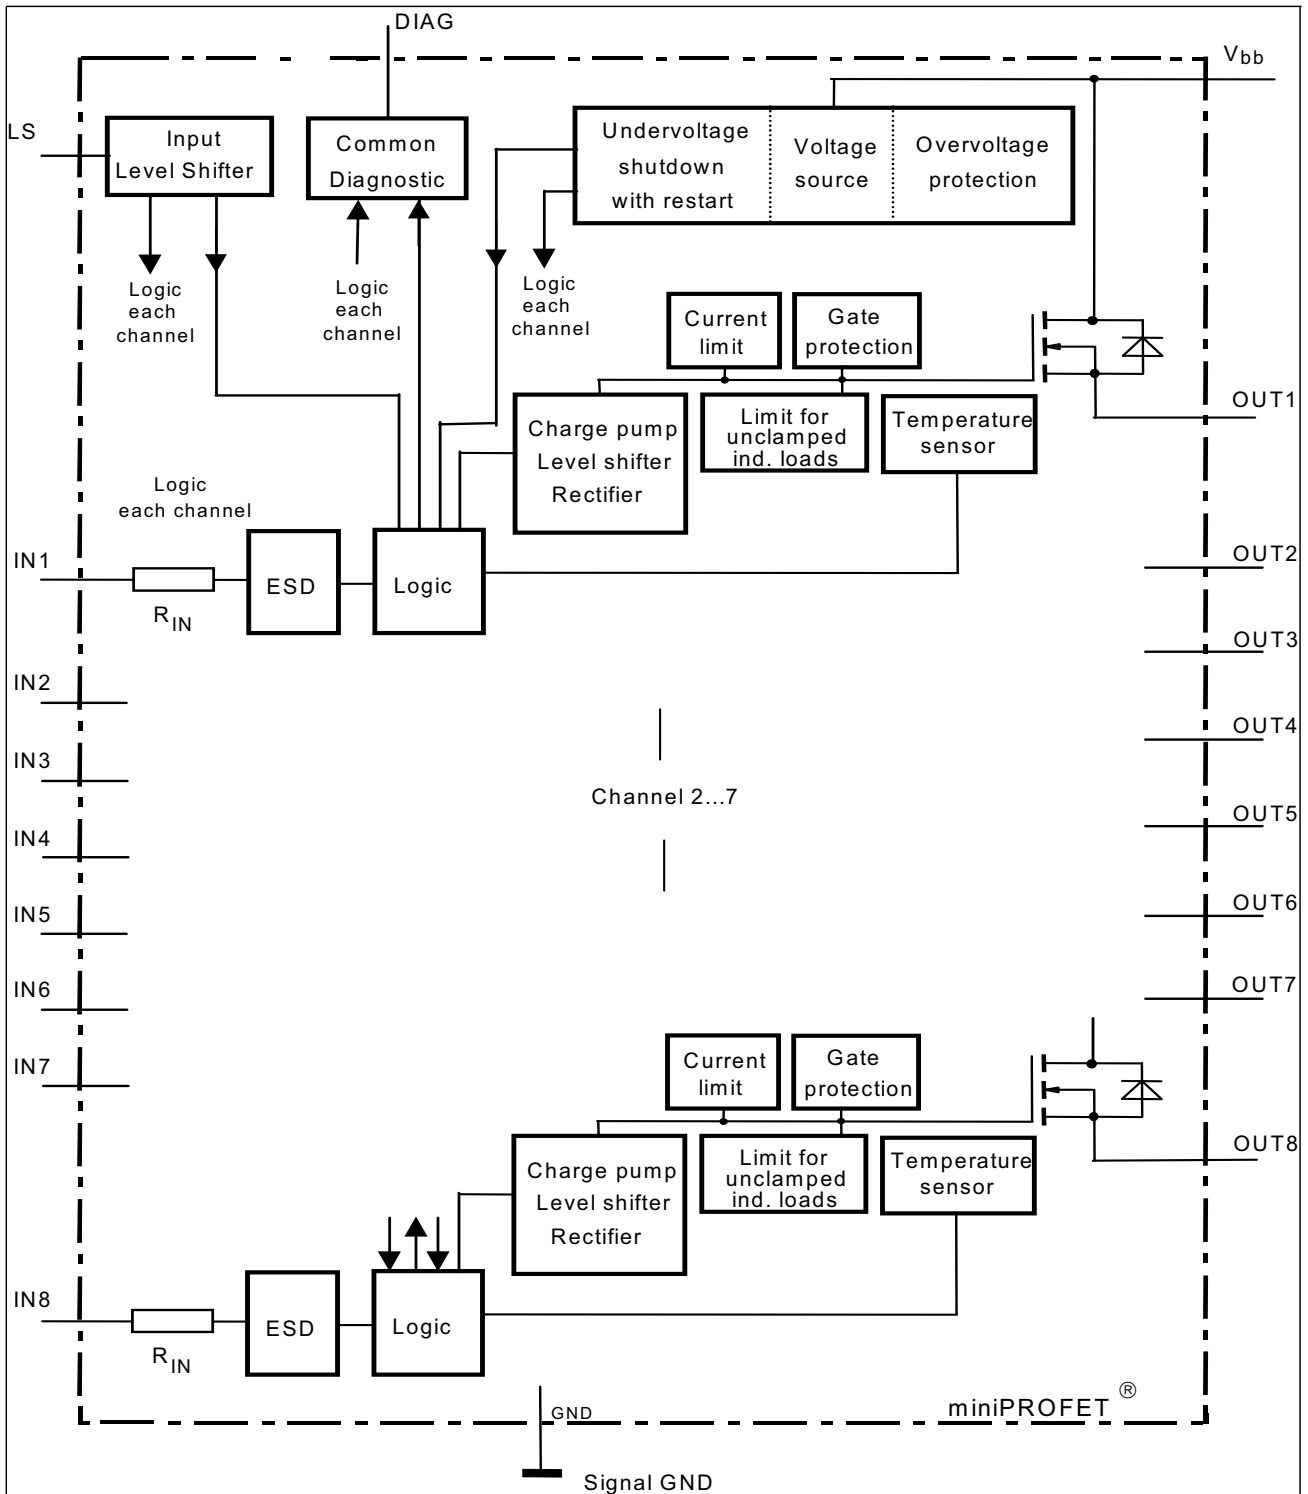 DIAG
Vbb
LS
Input
Level Shifter
Common
Diagnostic
Undervoltage
shutdown
with restart
Voltage
source
Overvoltage
protection
Logic
each
channel
Logic
each
channel
Logic
each
channel
Current
limit
Gate
protection
OUT1
Charge pump
Level shifter
Rectifier
Limit for
unclamped
ind. loads
Temperature
sensor
Logic
each channel
IN1
RIN
ESD
Logic
OUT2
OUT3
IN2
OUT4
IN3
Channel 2...7
OUT5
IN4
OUT6
IN5
OUT7
IN6
IN7
Current
limit
Gate
protection
OUT8
Charge pump
Level shifter
Rectifier
Limit for
unclamped
ind. loads
Temperature
sensor
IN8
RIN
ESD
Logic
miniPROFET ®
GND
Signal GND